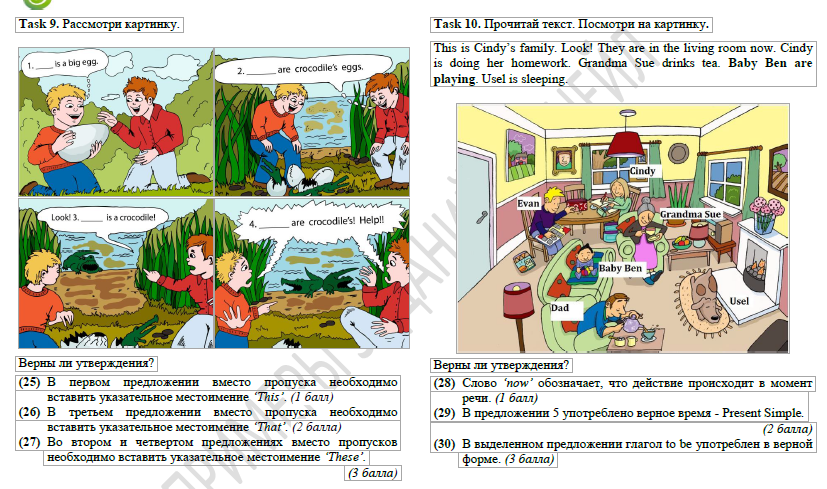 Task 9. Рассмотри картинку.
1. ____ is a big egg.
2. ______ are crocodile's eggs.
Look! 3. _____ is a crocodile!
4. _______ are crocodile's! Help!!
Верны ли утверждения?
(25) В первом предложении вместо пропуска необходимо
вставить указательное местоимение ‘This’. (1 балл)
(26) В третьем предложении вместо пропуска необходимо
вставить указательное местоимение ‘That’. (2 балла)
(27) Во втором и четвертом предложениях вместо пропусков
необходимо вставить указательное местоимение ‘These’.
(3 балла)
Task 10. Прочитай текст. Посмотри на картинку.
This is Cindy’s family. Look! They are in the living room now. Cindy
is doing her homework. Grandma Sue drinks tea. Baby Ben are
playing. Usel is sleeping.
Cindy
Evan
Grandma Sue
Baby Ben
Usel
Dad
Верны ли утверждения?
(28) Слово ‘now’ обозначает, что действие происходит в момент
речи. (1 балл)
(29) В предложении 5 употреблено верное время - Present Simple.
(2 балла)
(30) В выделенном предложении глагол to be употреблен в верной
форме. (3 балла)